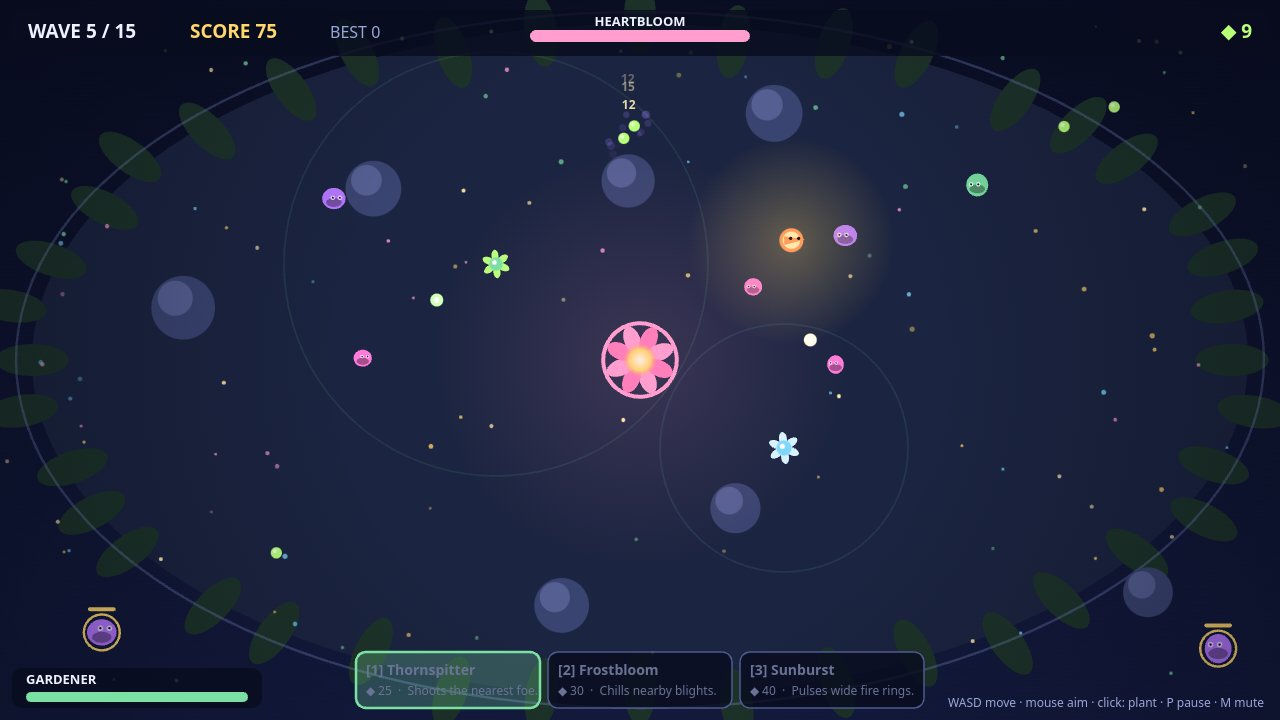 WAVE 5 / 15
SCORE 75
BEST 0
HEARTBLOOM
◆ 9
12
15
12
GARDENER
[1] Thornspitter
◆ 25 · Shoots the nearest foe.
[2] Frostbloom
◆ 30 · Chills nearby blights.
[3] Sunburst
◆ 40 · Pulses wide fire rings.
WASD move · mouse aim · click: plant · P pause · M mute